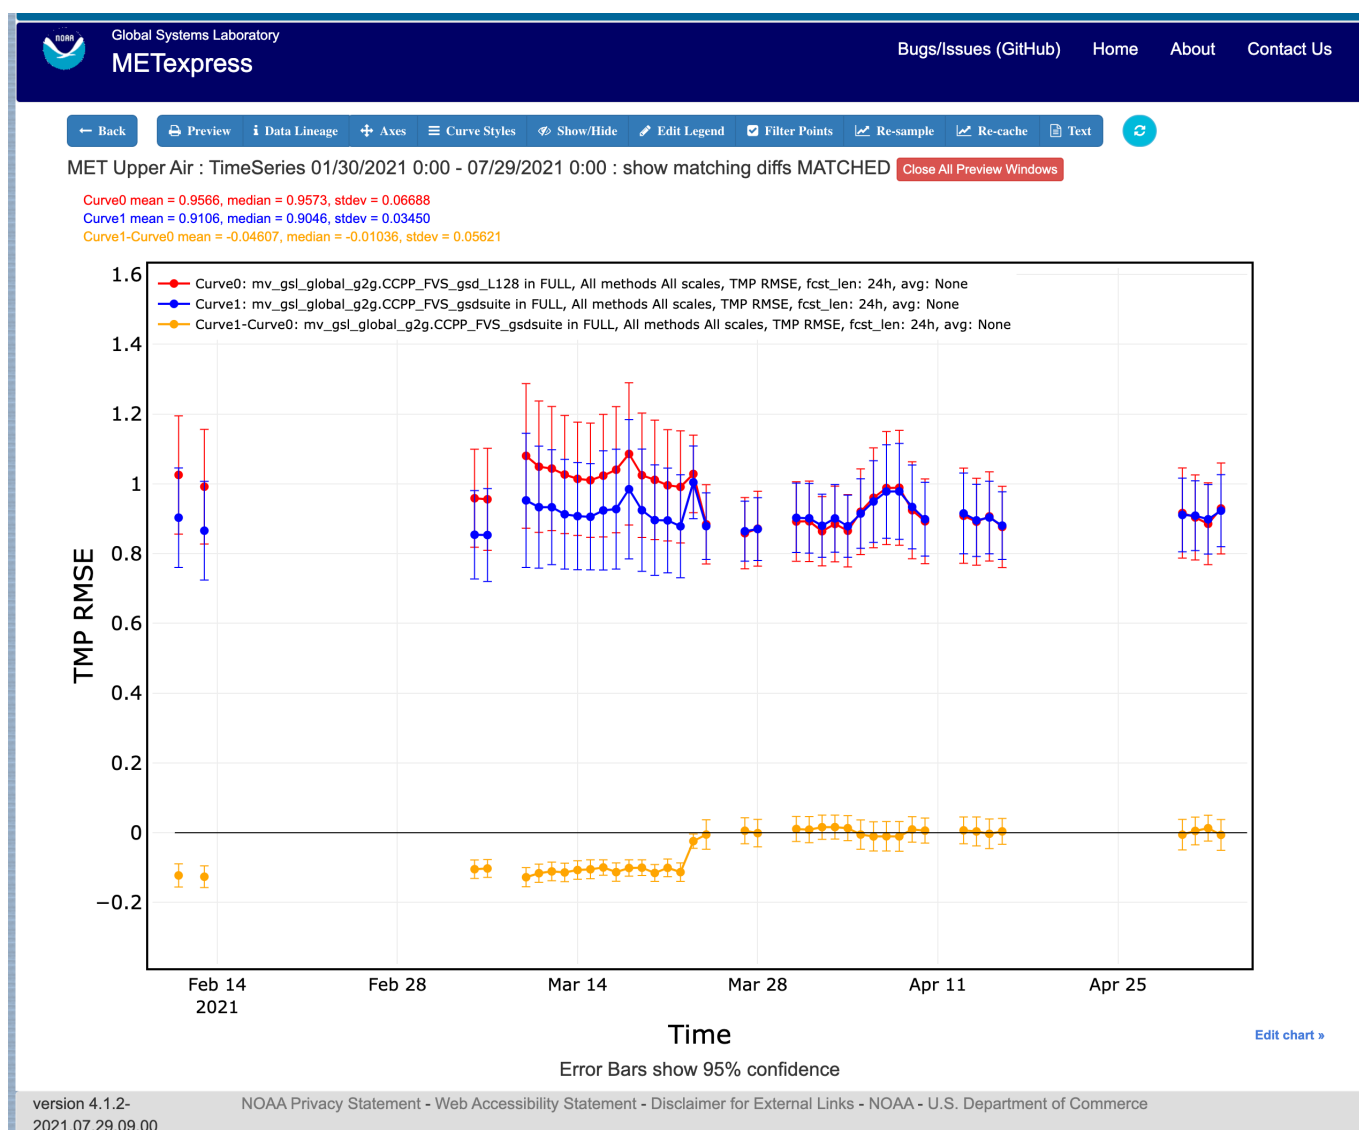 NOAA
Global Systems Laboratory
METexpress
Bugs/Issues (GitHub) Home About Contact Us
Back Preview Data Lineage Axes Curve Styles Show/Hide Edit Legend Filter Points Re-sample Re-cache Text
MET Upper Air : TimeSeries 01/30/2021 0:00 - 07/29/2021 0:00 : show matching diffs MATCHED Close All Preview Windows
Curve0 mean = 0.9566, median = 0.9573, stdev = 0.06688
Curve1 mean = 0.9106, median = 0.9046, stdev = 0.03450
Curve1-Curve0 mean = -0.04607, median = -0.01036, stdev = 0.05621
Curve0: mv_gsl_global_g2g.CCPP_FVS_gsd_L128 in FULL, All methods All scales, TMP RMSE, fcst_len: 24h, avg: None
Curve1: mv_gsl_global_g2g.CCPP_FVS_gsdsuite in FULL, All methods All scales, TMP RMSE, fcst_len: 24h, avg: None
Curve1-Curve0: mv_gsl_global_g2g.CCPP_FVS_gsdsuite in FULL, All methods All scales, TMP RMSE, fcst_len: 24h, avg: None
1.6
1.4
1.2
1
0.8
0.6
0.4
0.2
0
−0.2
TMP RMSE
Feb 14 Feb 28 Mar 14 Mar 28 Apr 11 Apr 25
2021
Time
Edit chart »
Error Bars show 95% confidence
version 4.1.2- NOAA Privacy Statement - Web Accessibility Statement - Disclaimer for External Links - NOAA - U.S. Department of Commerce
2021.07.29.09.00